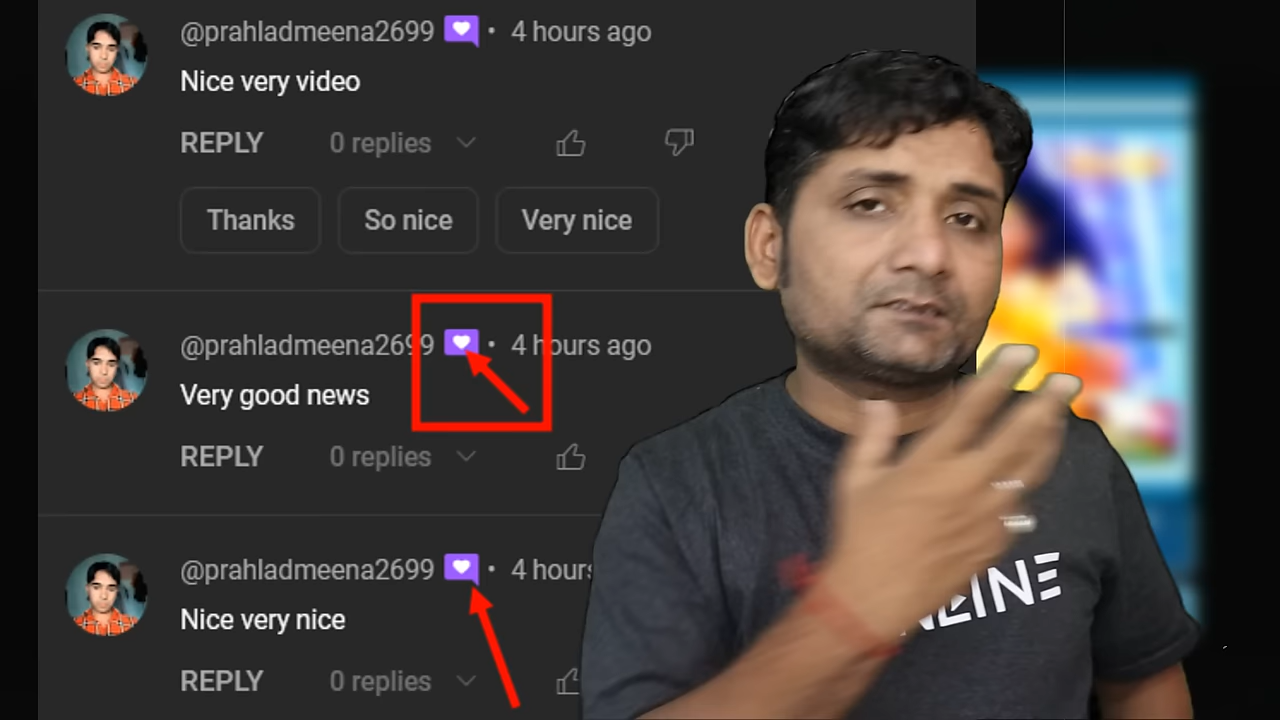 @prahladmeena2699 • 4 hours ago
Nice very video
REPLY 0 replies
Thanks So nice Very nice
@prahladmeena2699 • 4 hours ago
Very good news
REPLY 0 replies
@prahladmeena2699 • 4 hours
Nice very nice
REPLY 0 replies